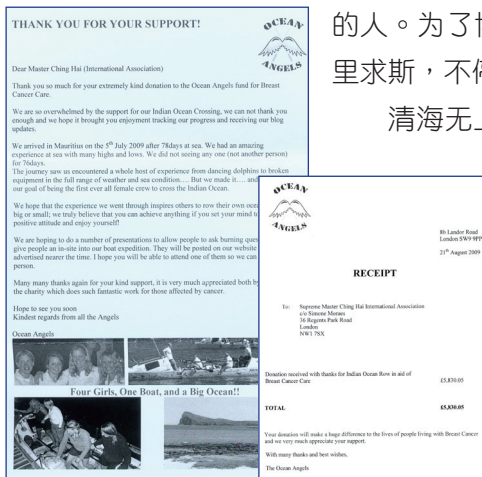 THANK YOU FOR YOUR SUPPORT!
OCEAN
ANGELS
Dear Master Ching Hai (International Association)
Thank you so much for your extremely kind donation to the Ocean Angels fund for Breast
Cancer Care.
We are so overwhelmed by the support for our Indian Ocean Crossing, we can not thank you
enough and we hope it brought you enjoyment tracking our progress and receiving our blog
updates.
We arrived in Mauritius on the 5th July 2009 after 78days at sea. We had an amazing
experience at sea with many highs and lows. We did not seeing any one (not another person)
for 76days.
The journey saw us encountered a whole host of experience from dancing dolphins to broken
equipment in the full range of weather and sea condition.... But we made it.... and
our goal of being the first ever all female crew to cross the Indian Ocean.
We hope that the experience we went through inspires others to row their own ocean
big or small; we truly believe that you can achieve anything if you set your mind to
positive attitude and enjoy yourself!
We are hoping to do a number of presentations to allow people to ask burning ques
give people an in-site into our boat expedition. They will be posted on our website
advertised nearer the time. I hope you will be able to attend one of them so we can
person.
Many many thanks again for your kind support, it is very much appreciated both by
the charity which does such fantastic work for those affected by cancer.
Hope to see you soon
Kindest regards from all the Angels
Ocean Angels
Four Girls, One Boat, and a Big Ocean!!
的人。为了
里求斯，不
清海无
OCEAN
ANGELS
8b Landor Road
London SW9 9PP
21th August 2009
RECEIPT
To: Supreme Master Ching Hai International Association
c/o Simone Moraes
36 Regents Park Road
London
NW1 7SX
Donation received with thanks for Indian Ocean Row in aid of
Breast Cancer Care £5,830.05
TOTAL £5,830.05
Your donation will make a huge difference to the lives of people living with Breast Cancer
and we very much appreciate your support.
With many thanks and best wishes,
The Ocean Angels